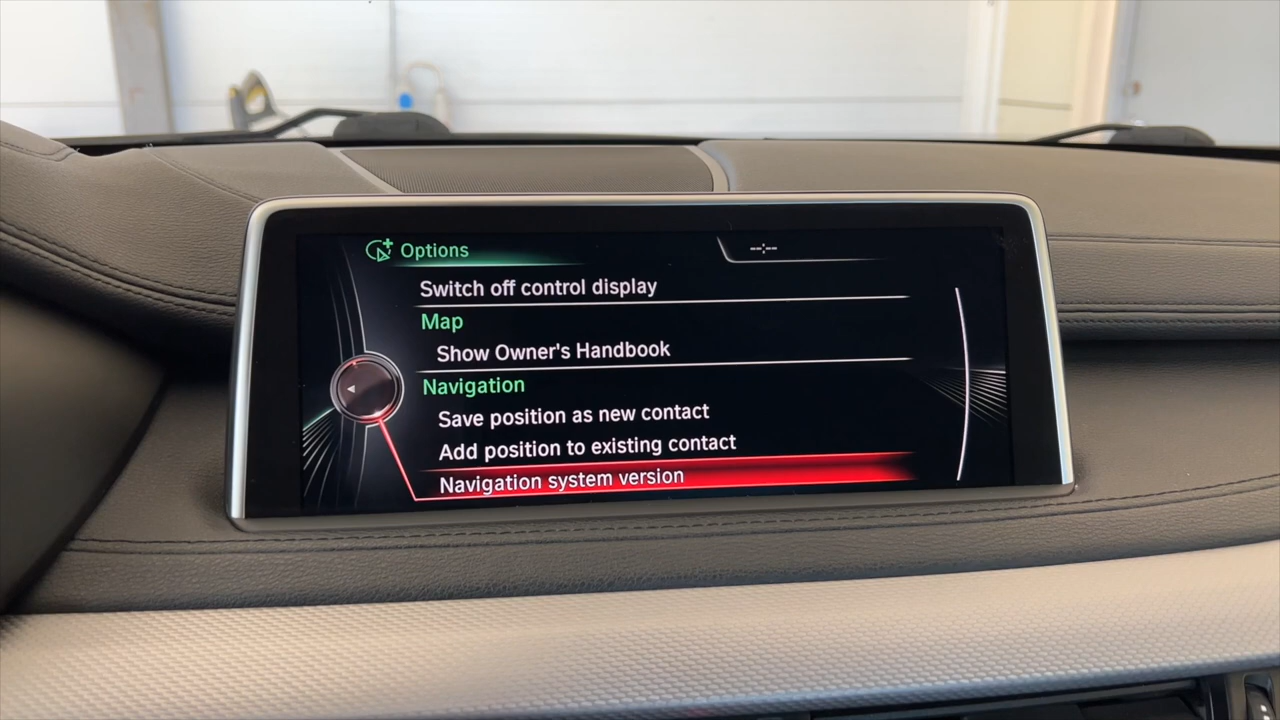 Options
--:--
Switch off control display
Map
Show Owner's Handbook
Navigation
Save position as new contact
Add position to existing contact
Navigation system version